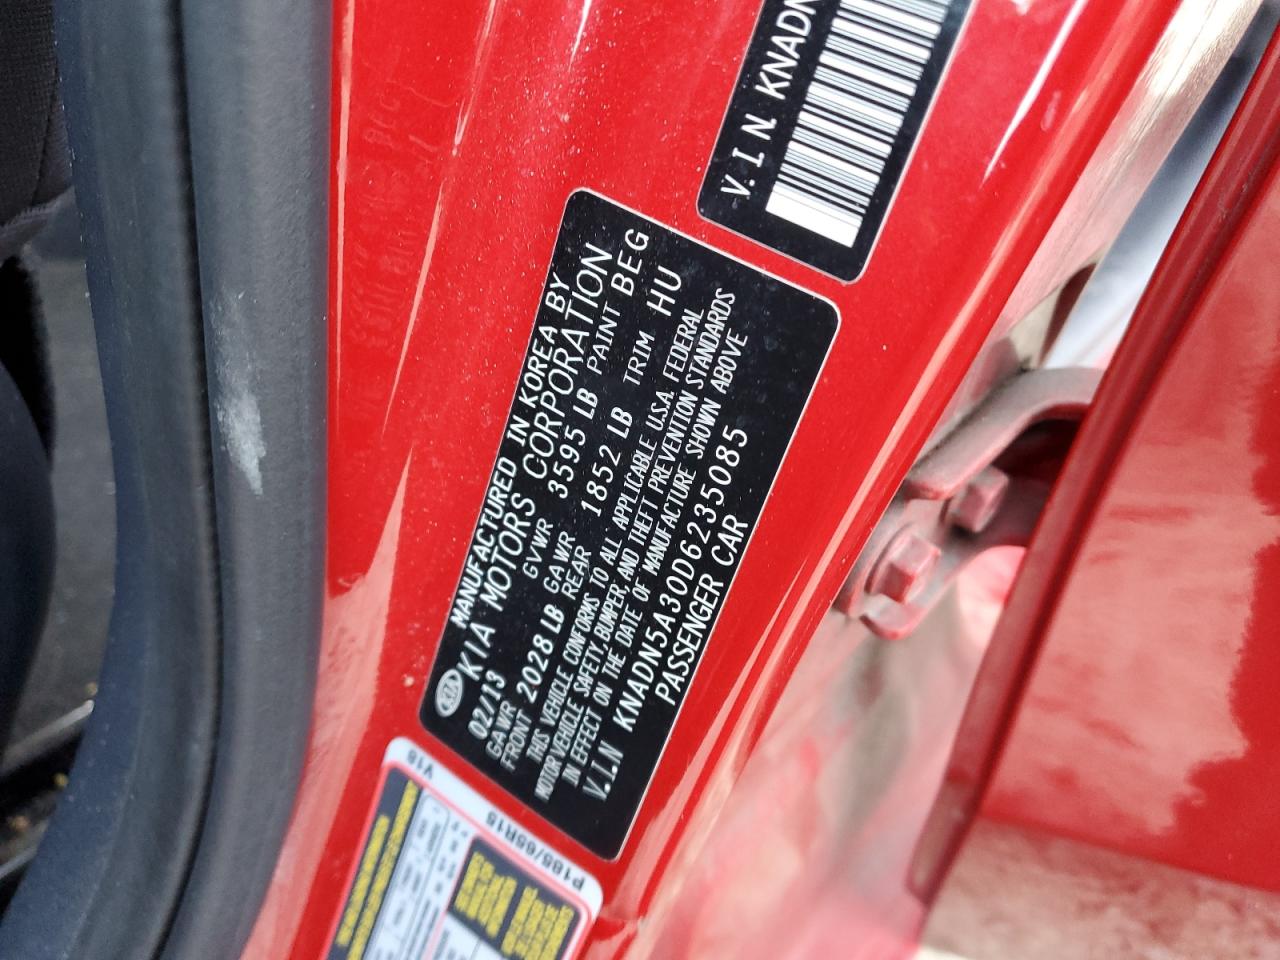 V.I.N. KNADN
KIA
MANUFACTURED IN KOREA BY
KIA MOTORS CORPORATION
02/13 GVWR 3595 LB PAINT BEG
GAWR FRONT 2028 LB GAWR REAR 1852 LB TRIM HU
THIS VEHICLE CONFORMS TO ALL APPLICABLE U.S.A. FEDERAL
MOTOR VEHICLE SAFETY, BUMPER, AND THEFT PREVENTION STANDARDS
IN EFFECT ON THE DATE OF MANUFACTURE SHOWN ABOVE
V.I.N KNADN5A30D6235085
PASSENGER CAR
V18
P185/65R15